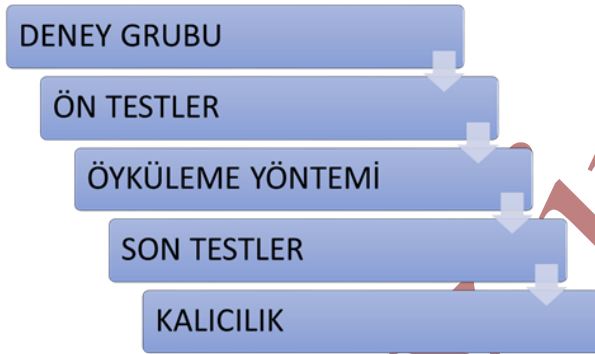 DENEY GRUBU
ÖN TESTLER
ÖYKÜLEME YÖNTEMİ
SON TESTLER
KALICILIK